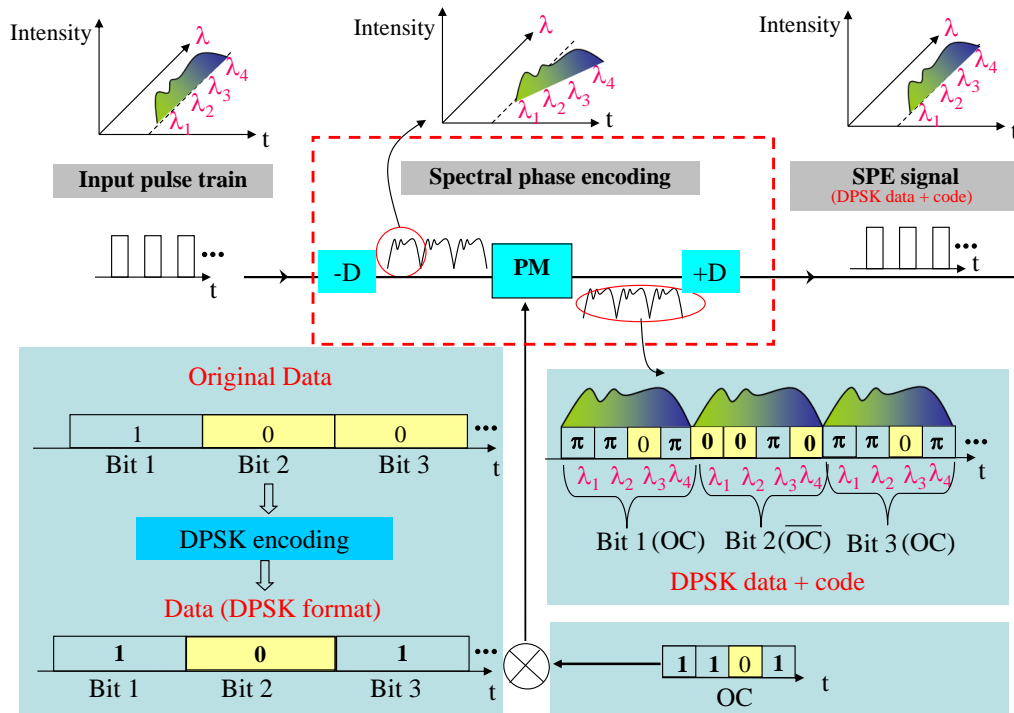 Intensity
λ
λ4
λ3
λ2
λ1
t
Intensity
λ
λ4
λ3
λ2
λ1
t
Intensity
λ
λ4
λ3
λ2
λ1
t
Input pulse train
Spectral phase encoding
SPE signal
(DPSK data + code)
...
t
-D
PM
+D
...
t
Original Data
1 0 0 ...
Bit 1 Bit 2 Bit 3 t
DPSK encoding
Data (DPSK format)
1 0 1 ...
Bit 1 Bit 2 Bit 3 t
π π 0 π 0 0 π 0 π π 0 π ...
λ1 λ2 λ3 λ4 λ1 λ2 λ3 λ4 λ1 λ2 λ3 λ4 t
Bit 1 (OC) Bit 2 (O̅C̅) Bit 3 (OC)
DPSK data + code
1 1 0 1
OC t